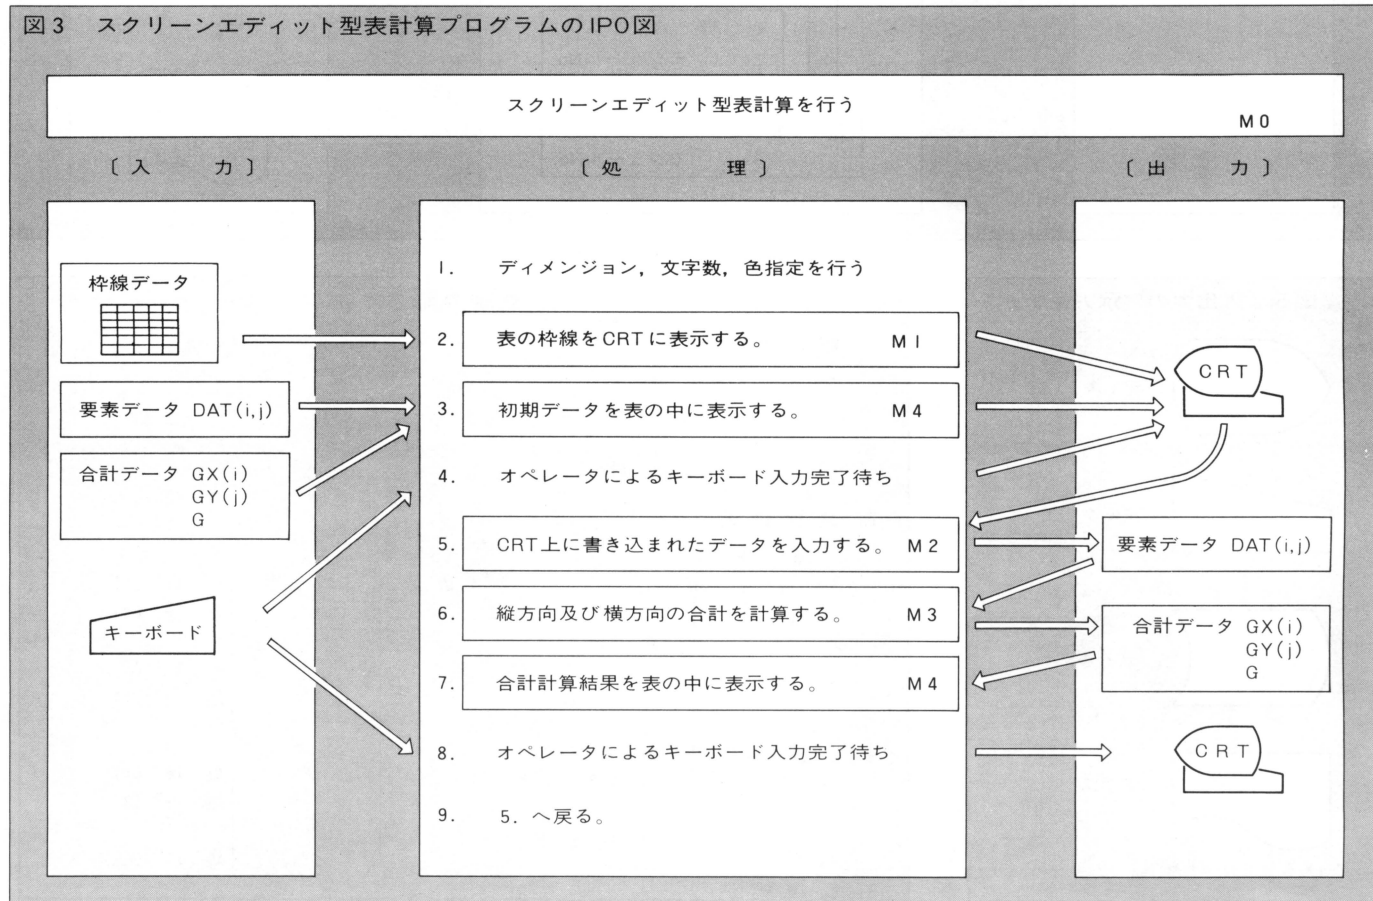 図3 スクリーンエディット型表計算プログラムのIPO図
スクリーンエディット型表計算を行う
M0
〔入 力〕
〔処 理〕
〔出 力〕
枠線データ
要素データ DAT(i,j)
合計データ GX(i)
GY(j)
G
キーボード
1. ディメンジョン，文字数，色指定を行う
2. 表の枠線をCRTに表示する。 M1
3. 初期データを表の中に表示する。 M4
4. オペレータによるキーボード入力完了待ち
5. CRT上に書き込まれたデータを入力する。 M2
6. 縦方向及び横方向の合計を計算する。 M3
7. 合計計算結果を表の中に表示する。 M4
8. オペレータによるキーボード入力完了待ち
9. 5. へ戻る。
CRT
要素データ DAT(i,j)
合計データ GX(i)
GY(j)
G
CRT